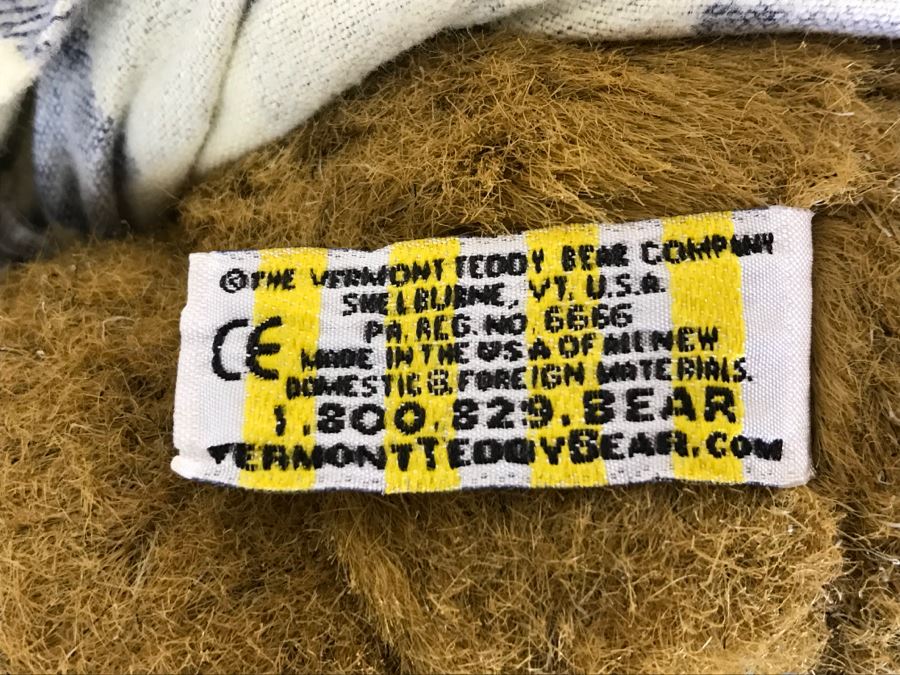 © THE VERMONT TEDDY BEAR COMPANY
SHELBURNE, VT, U.S.A.
PA. REG. NO. 6666
CE MADE IN THE USA OF ALL NEW
DOMESTIC & FOREIGN MATERIALS.
1.800.829.BEAR
VERMONTTEDDYBEAR.COM